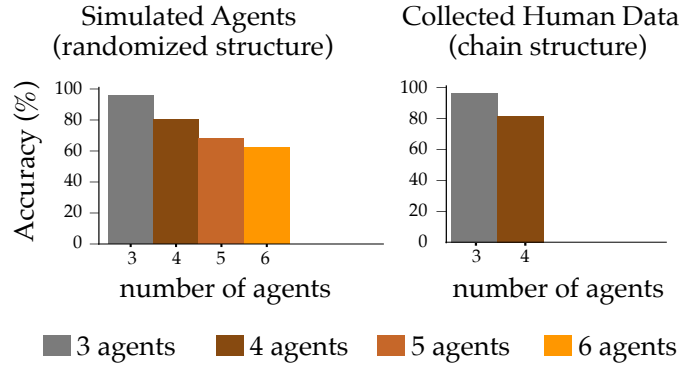 Simulated Agents
(randomized structure)
Collected Human Data
(chain structure)
Accuracy (%)
100
80
60
40
20
0
3 4 5 6
number of agents
100
80
60
40
20
0
3 4
number of agents
3 agents 4 agents 5 agents 6 agents